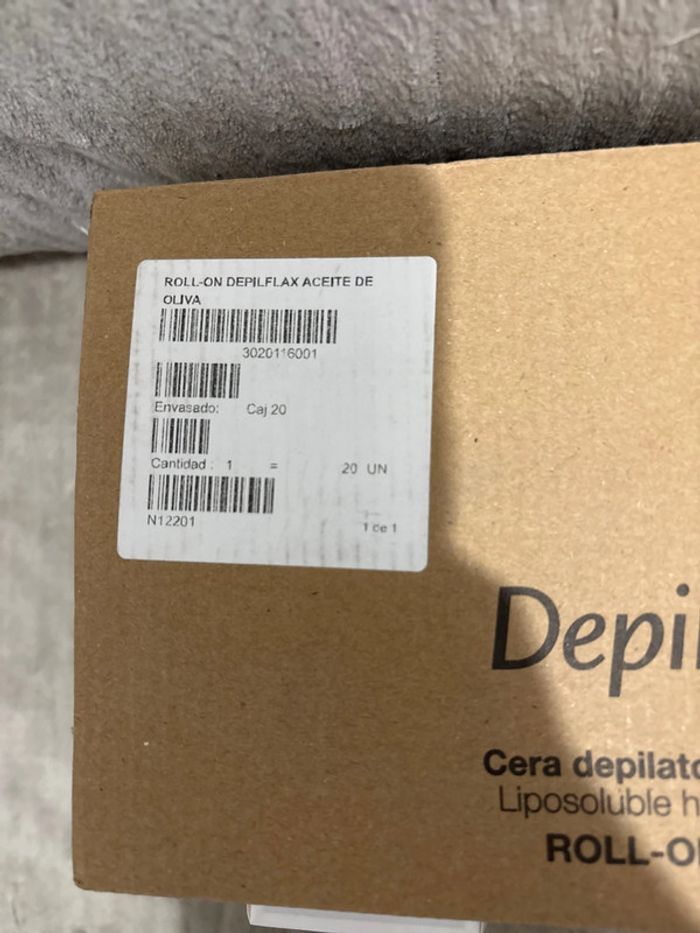 ROLL-ON DEPILFLAX ACEITE DE
OLIVA
3020116001
Envasado: Caj 20
Cantidad : 1 = 20 UN
N12201
1 de 1
Depil
Cera depilato
Liposoluble h
ROLL-O